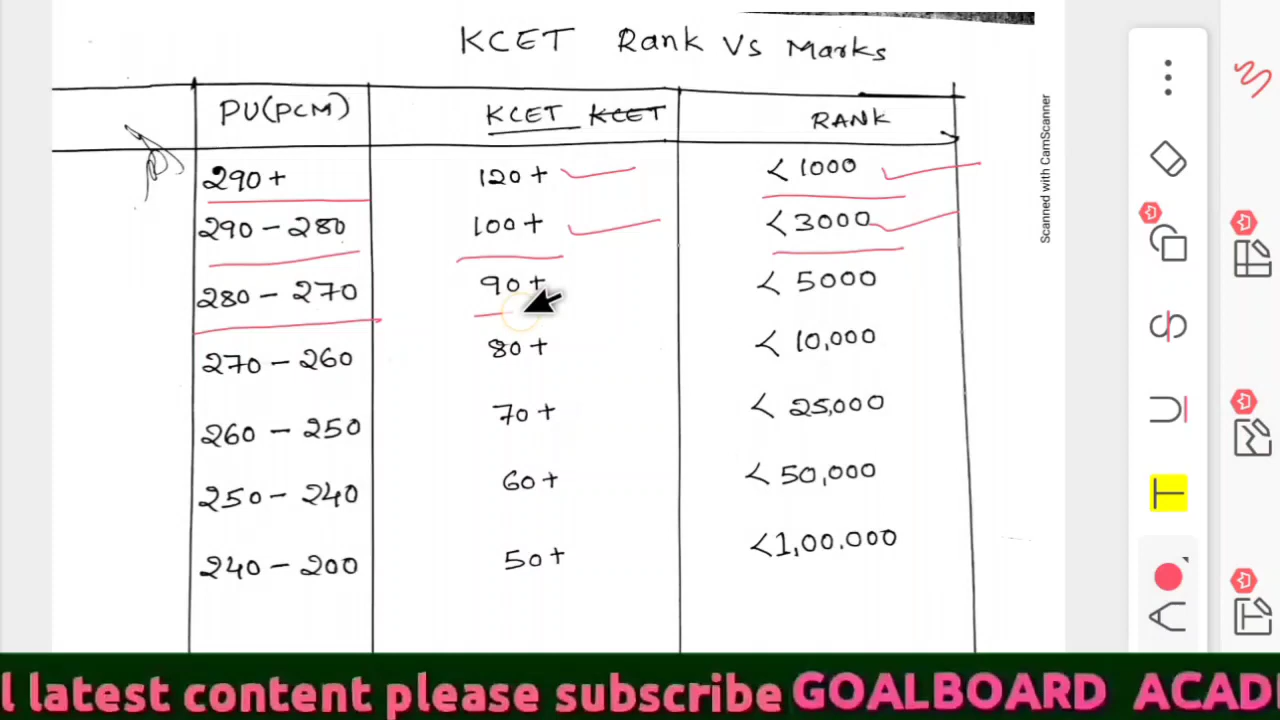 KCET Rank Vs Marks
PU(PCM) KCET KCET RANK
290+ 120+ < 1000
290 - 280 100+ < 3000
280 - 270 90+ < 5000
270 - 260 80+ < 10,000
260 - 250 70+ < 25,000
250 - 240 60+ < 50,000
240 - 200 50+ < 1,00.000
Scanned with CamScanner
l latest content please subscribe GOALBOARD ACADE